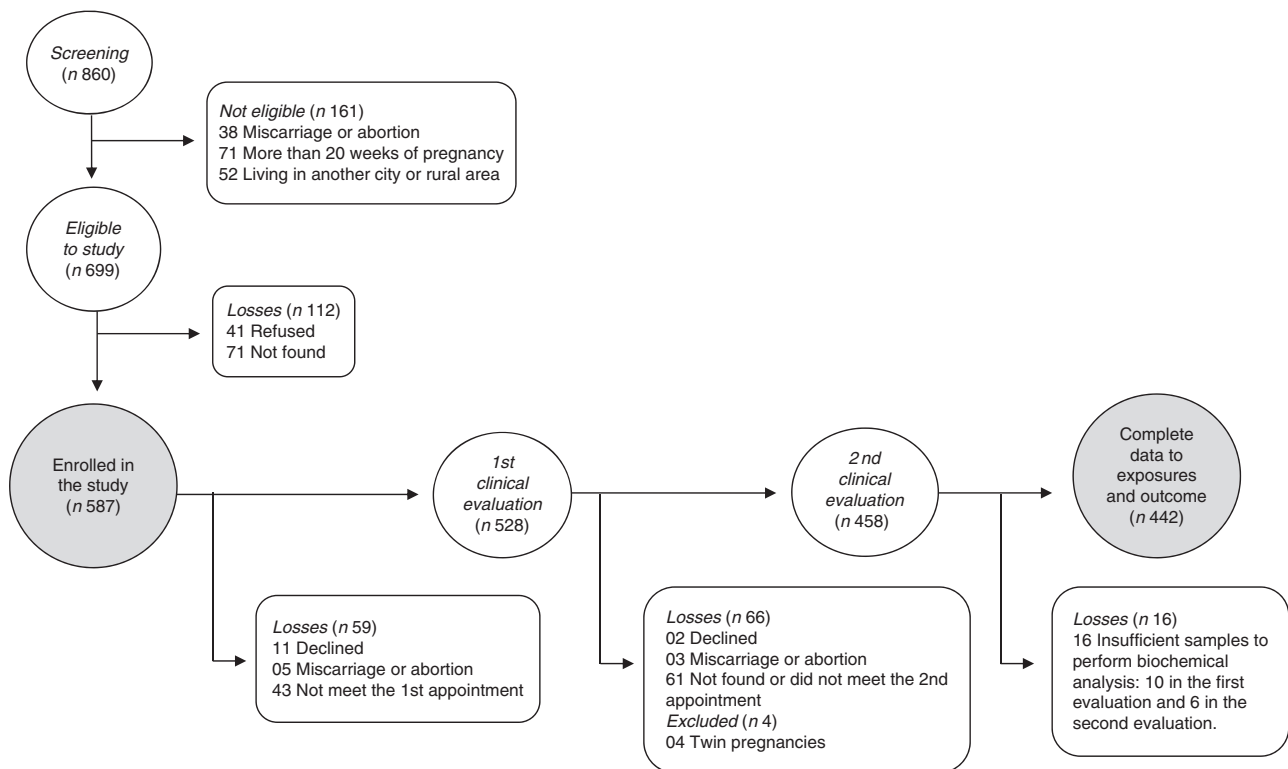 Screening
(n 860)
Not eligible (n 161)
38 Miscarriage or abortion
71 More than 20 weeks of pregnancy
52 Living in another city or rural area
Eligible
to study
(n 699)
Losses (n 112)
41 Refused
71 Not found
Enrolled in
the study
(n 587)
1st
clinical
evaluation
(n 528)
2nd
clinical
evaluation
(n 458)
Complete
data to
exposures
and outcome
(n 442)
Losses (n 59)
11 Declined
05 Miscarriage or abortion
43 Not meet the 1st appointment
Losses (n 66)
02 Declined
03 Miscarriage or abortion
61 Not found or did not meet the 2nd
appointment
Excluded (n 4)
04 Twin pregnancies
Losses (n 16)
16 Insufficient samples to
perform biochemical
analysis: 10 in the first
evaluation and 6 in the
second evaluation.